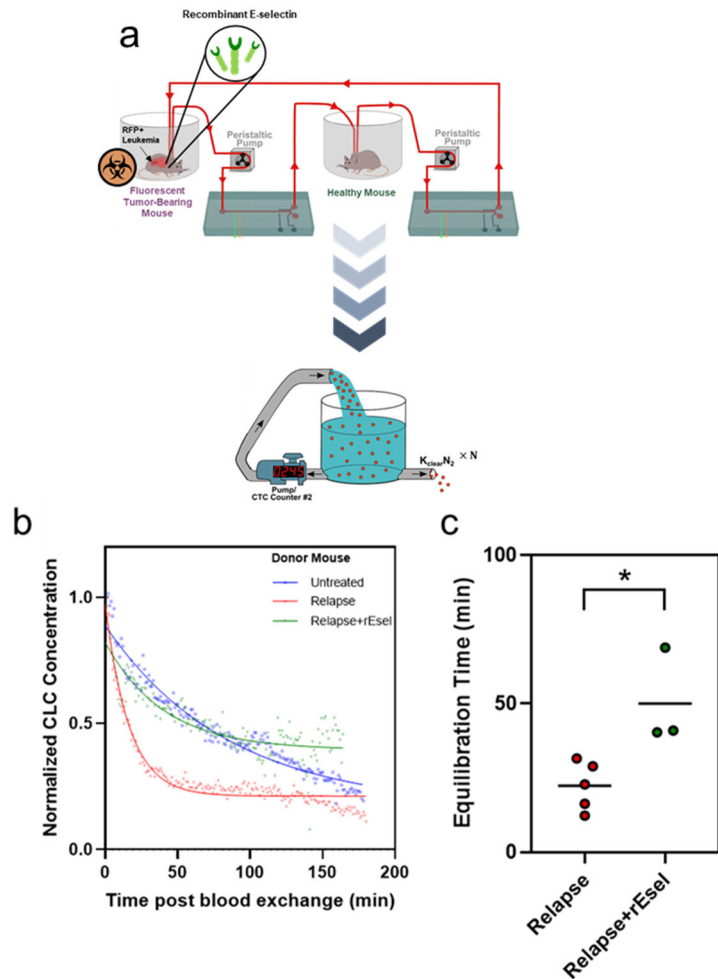 a
Recombinant E-selectin
RFP+
Leukemia
Peristaltic
Pump
Fluorescent
Tumor-Bearing
Mouse
Healthy Mouse
Peristaltic
Pump
0245
Pump/
CTC Counter #2
KclearN2 × N
b
Normalized CLC Concentration
1.0
0.5
0.0
0
50
100
150
200
Time post blood exchange (min)
Donor Mouse
Untreated
Relapse
Relapse+rEsel
c
Equilibration Time (min)
100
50
0
*
Relapse
Relapse+rEsel